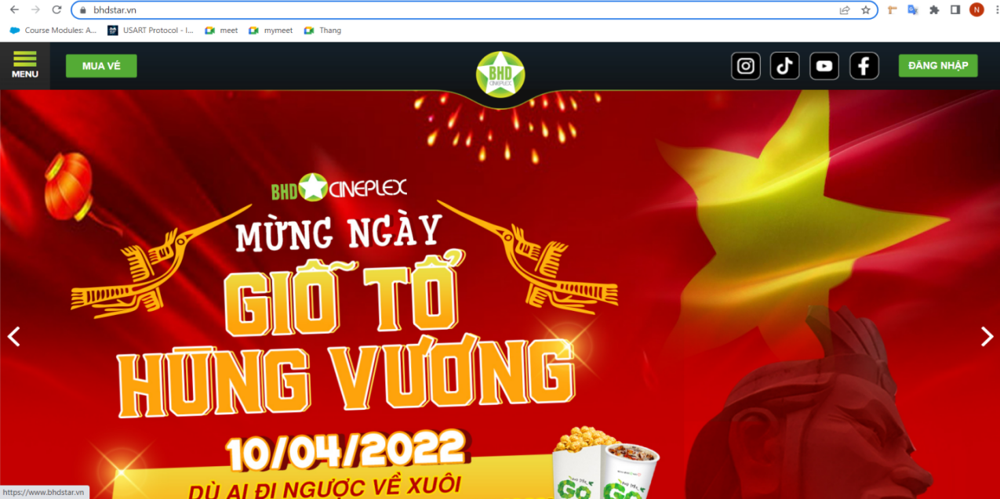 bhdstar.vn
N
Course Modules: A...
USART Protocol - I...
meet
mymeet
Thang
MENU
MUA VÉ
BHD
CINEPLEX
ĐĂNG NHẬP
BHD CINEPLEX
MỪNG NGÀY
GIỖ TỔ
HÙNG VƯƠNG
10/04/2022
DÙ AI ĐI NGƯỢC VỀ XUÔI
GO
GO
https://www.bhdstar.vn